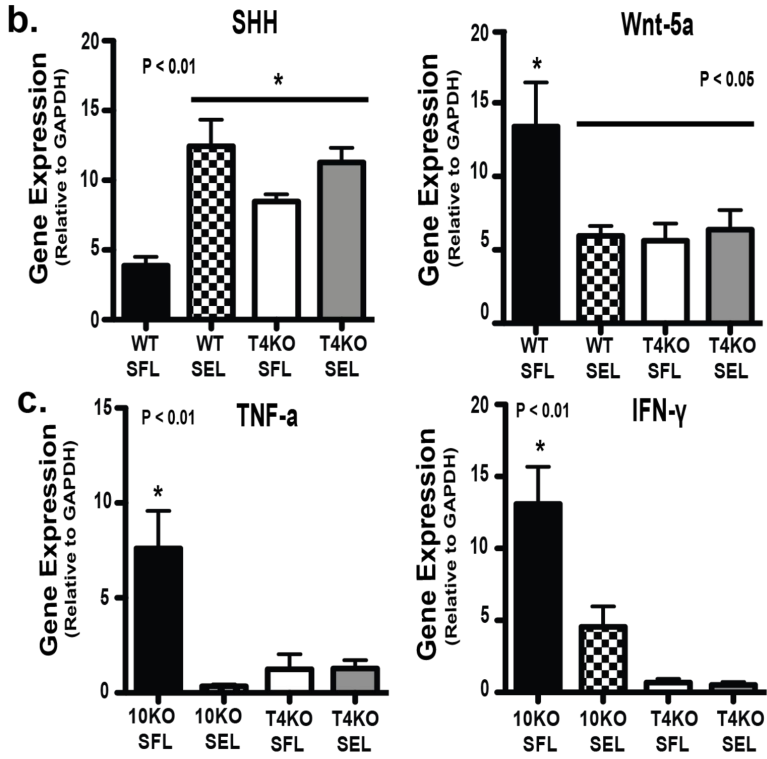 b.
SHH
Gene Expression
(Relative to GAPDH)
20
15
10
5
0
P < 0.01
*
WT
SFL
WT
SEL
T4KO
SFL
T4KO
SEL
Wnt-5a
Gene Expression
(Relative to GAPDH)
20
15
10
5
0
*
P < 0.05
WT
SFL
WT
SEL
T4KO
SFL
T4KO
SEL
c.
TNF-a
Gene Expression
(Relative to GAPDH)
15
10
5
0
P < 0.01
*
10KO
SFL
10KO
SEL
T4KO
SFL
T4KO
SEL
IFN-γ
Gene Expression
(Relative to GAPDH)
20
15
10
5
0
P < 0.01
*
10KO
SFL
10KO
SEL
T4KO
SFL
T4KO
SEL